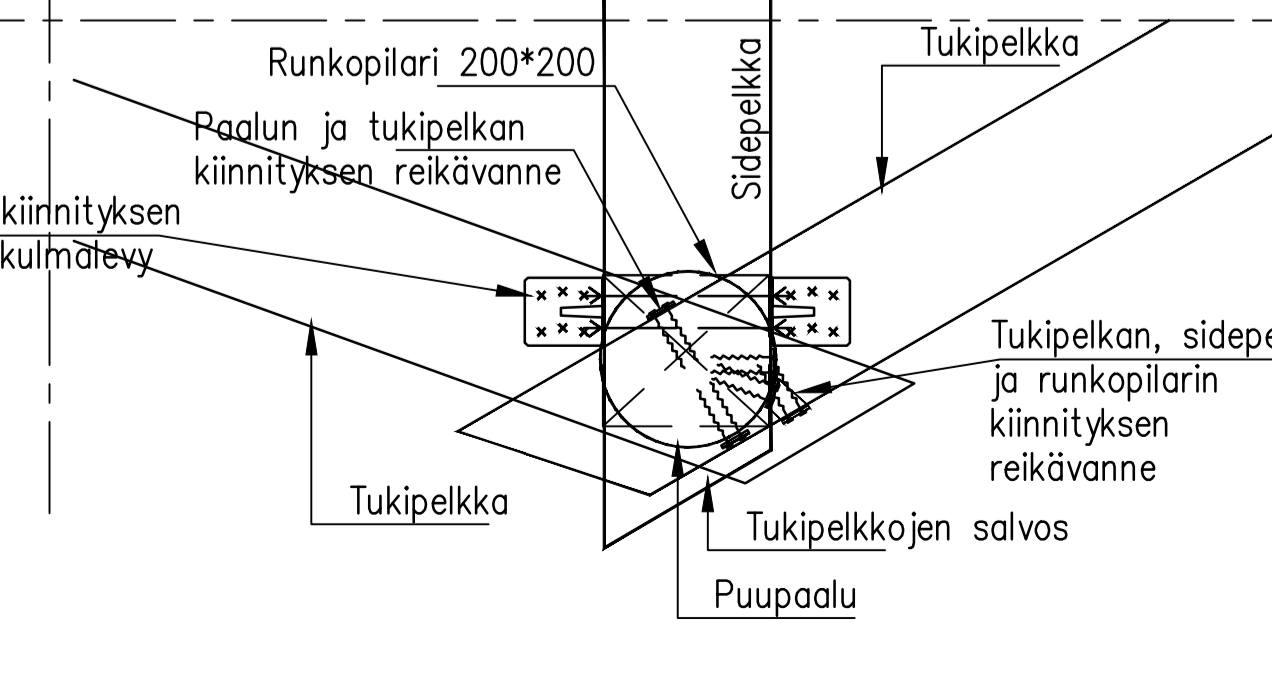 Tukipelkka
Runkopilari 200*200
Sidepelkka
Paalun ja tukipelkan
kiinnityksen reikävanne
kiinnityksen
kulmalevy
Tukipelkan, sidepe
ja runkopilarin
kiinnityksen
reikävanne
Tukipelkka
Tukipelkkojen salvos
Puupaalu